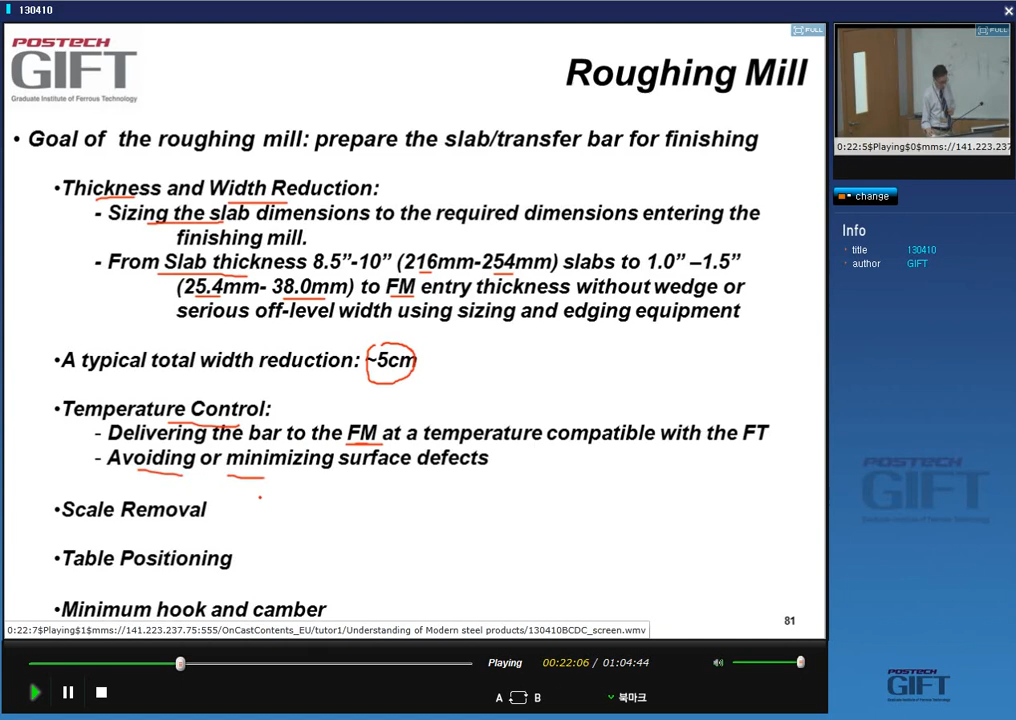 130410
POSTECH
GIFT
Graduate Institute of Ferrous Technology
FULL
Roughing Mill
• Goal of the roughing mill: prepare the slab/transfer bar for finishing
•Thickness and Width Reduction:
- Sizing the slab dimensions to the required dimensions entering the
finishing mill.
- From Slab thickness 8.5”-10” (216mm-254mm) slabs to 1.0” –1.5”
(25.4mm- 38.0mm) to FM entry thickness without wedge or
serious off-level width using sizing and edging equipment
•A typical total width reduction: ~5cm
•Temperature Control:
- Delivering the bar to the FM at a temperature compatible with the FT
- Avoiding or minimizing surface defects
•Scale Removal
•Table Positioning
•Minimum hook and camber
81
0:22:7$Playing$1$mms://141.223.237.75:555/OnCastContents_EU/tutor1/Understanding of Modern steel products/130410BCDC_screen.wmv
FULL
0:22:5$Playing$0$mms://141.223.237
change
Info
title 130410
author GIFT
POSTECH
GIFT
Playing 00:22:06 / 01:04:44
A B 북마크
POSTECH
GIFT